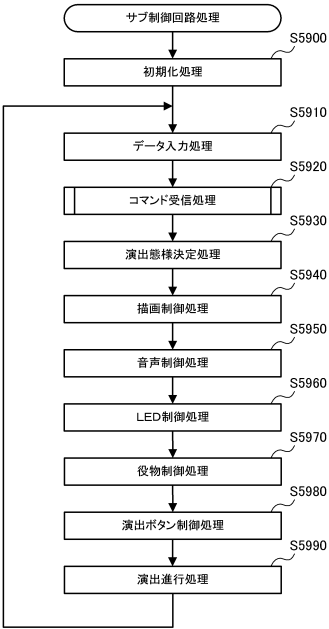 サブ制御回路処理
S5900
初期化処理
S5910
データ入力処理
S5920
コマンド受信処理
S5930
演出態様決定処理
S5940
描画制御処理
S5950
音声制御処理
S5960
LED制御処理
S5970
役物制御処理
S5980
演出ボタン制御処理
S5990
演出進行処理